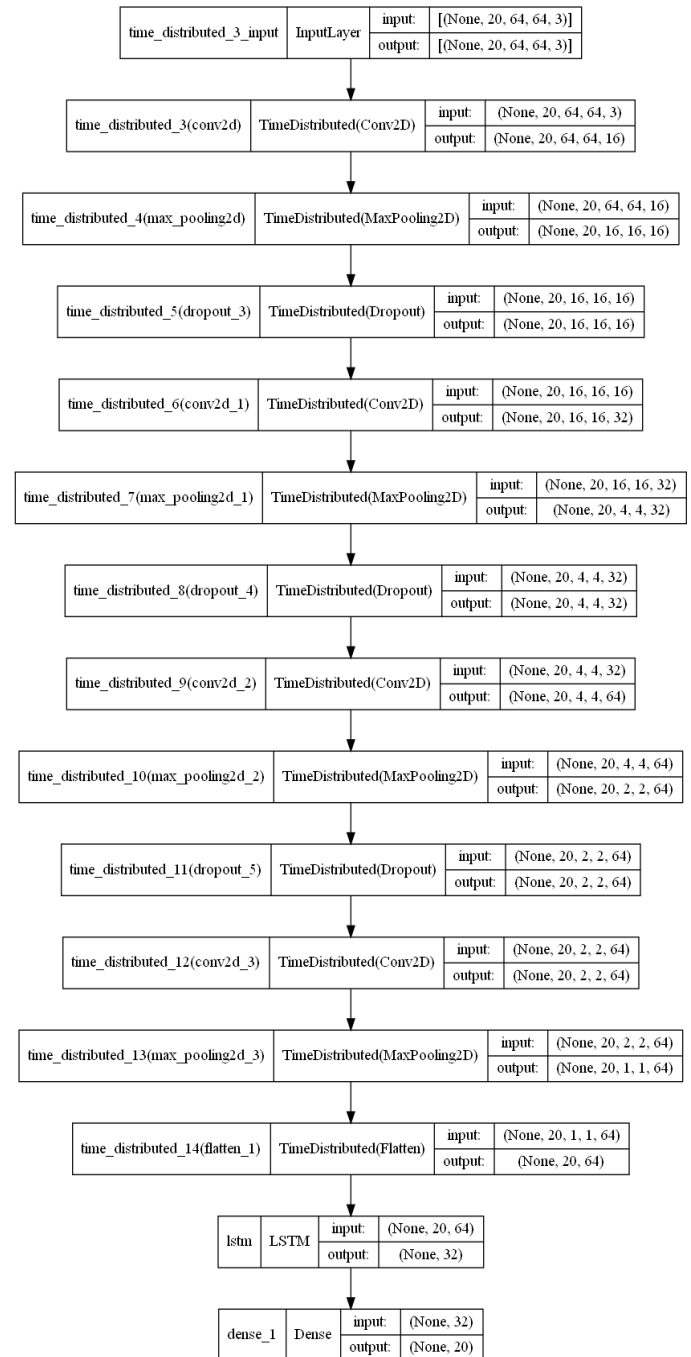 time_distributed_3_input InputLayer input: [(None, 20, 64, 64, 3)]
output: [(None, 20, 64, 64, 3)]
time_distributed_3(conv2d) TimeDistributed(Conv2D) input: (None, 20, 64, 64, 3)
output: (None, 20, 64, 64, 16)
time_distributed_4(max_pooling2d) TimeDistributed(MaxPooling2D) input: (None, 20, 64, 64, 16)
output: (None, 20, 16, 16, 16)
time_distributed_5(dropout_3) TimeDistributed(Dropout) input: (None, 20, 16, 16, 16)
output: (None, 20, 16, 16, 16)
time_distributed_6(conv2d_1) TimeDistributed(Conv2D) input: (None, 20, 16, 16, 16)
output: (None, 20, 16, 16, 32)
time_distributed_7(max_pooling2d_1) TimeDistributed(MaxPooling2D) input: (None, 20, 16, 16, 32)
output: (None, 20, 4, 4, 32)
time_distributed_8(dropout_4) TimeDistributed(Dropout) input: (None, 20, 4, 4, 32)
output: (None, 20, 4, 4, 32)
time_distributed_9(conv2d_2) TimeDistributed(Conv2D) input: (None, 20, 4, 4, 32)
output: (None, 20, 4, 4, 64)
time_distributed_10(max_pooling2d_2) TimeDistributed(MaxPooling2D) input: (None, 20, 4, 4, 64)
output: (None, 20, 2, 2, 64)
time_distributed_11(dropout_5) TimeDistributed(Dropout) input: (None, 20, 2, 2, 64)
output: (None, 20, 2, 2, 64)
time_distributed_12(conv2d_3) TimeDistributed(Conv2D) input: (None, 20, 2, 2, 64)
output: (None, 20, 2, 2, 64)
time_distributed_13(max_pooling2d_3) TimeDistributed(MaxPooling2D) input: (None, 20, 2, 2, 64)
output: (None, 20, 1, 1, 64)
time_distributed_14(flatten_1) TimeDistributed(Flatten) input: (None, 20, 1, 1, 64)
output: (None, 20, 64)
lstm LSTM input: (None, 20, 64)
output: (None, 32)
dense_1 Dense input: (None, 32)
output: (None, 20)